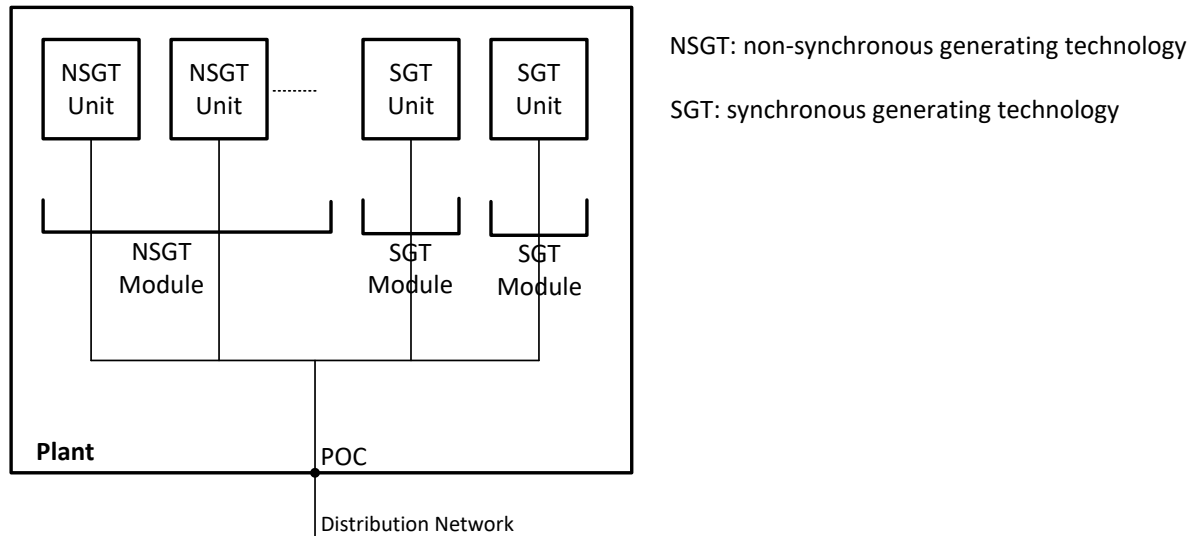 NSGT
Unit
NSGT
Unit
SGT
Unit
SGT
Unit
NSGT: non-synchronous generating technology
SGT: synchronous generating technology
NSGT
Module
SGT
Module
SGT
Module
Plant
POC
Distribution Network